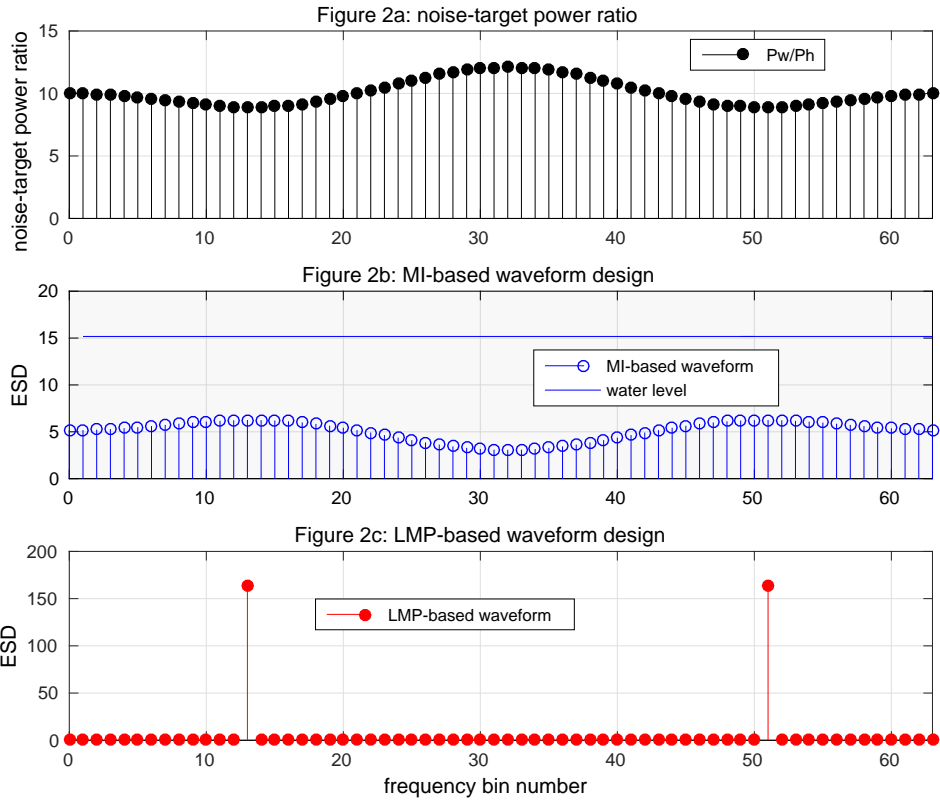 Figure 2a: noise-target power ratio
noise-target power ratio
15
10
5
0
Pw/Ph
0 10 20 30 40 50 60
Figure 2b: MI-based waveform design
ESD
20
15
10
5
0
MI-based waveform
water level
0 10 20 30 40 50 60
Figure 2c: LMP-based waveform design
ESD
200
150
100
50
0
LMP-based waveform
0 10 20 30 40 50 60
frequency bin number